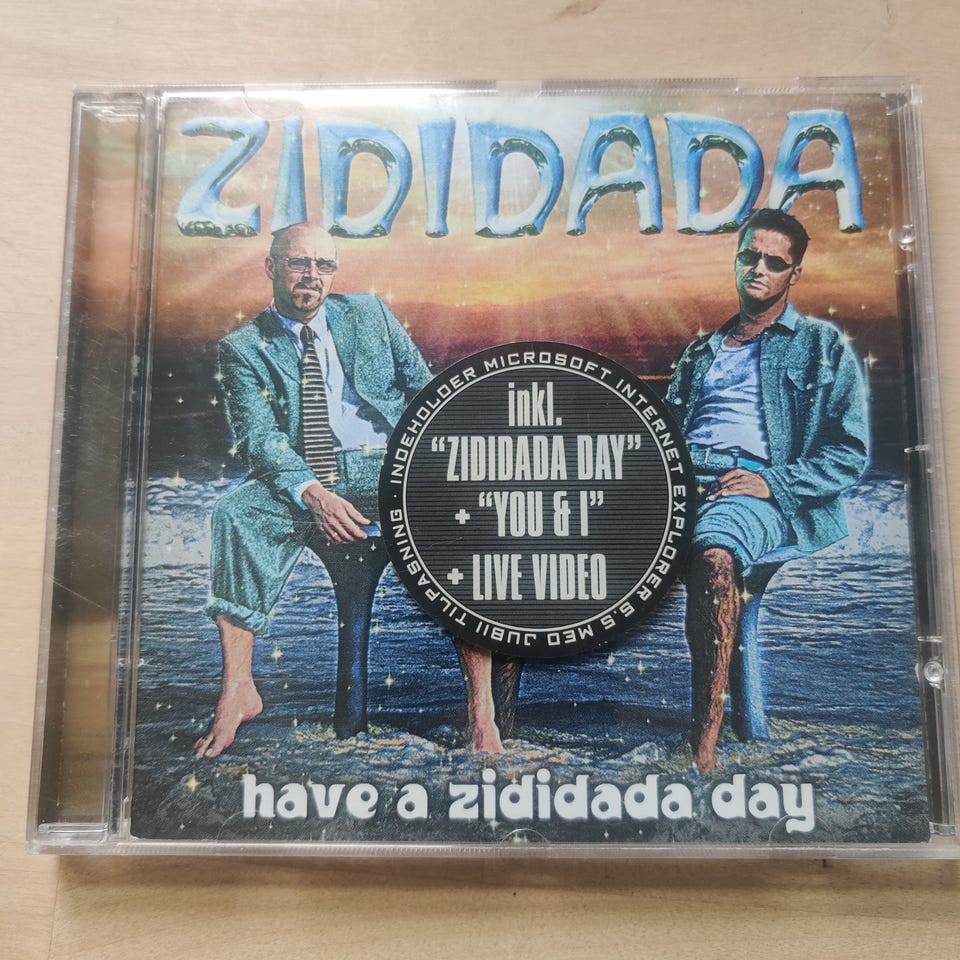 ZIDIDADA
INDEHOLDER MICROSOFT INTERNET EXPLORER 5.5 MED JUBII TILPASNING ·
inkl.
"ZIDIDADA DAY"
+ "YOU & I"
+ LIVE VIDEO
have a zididada day